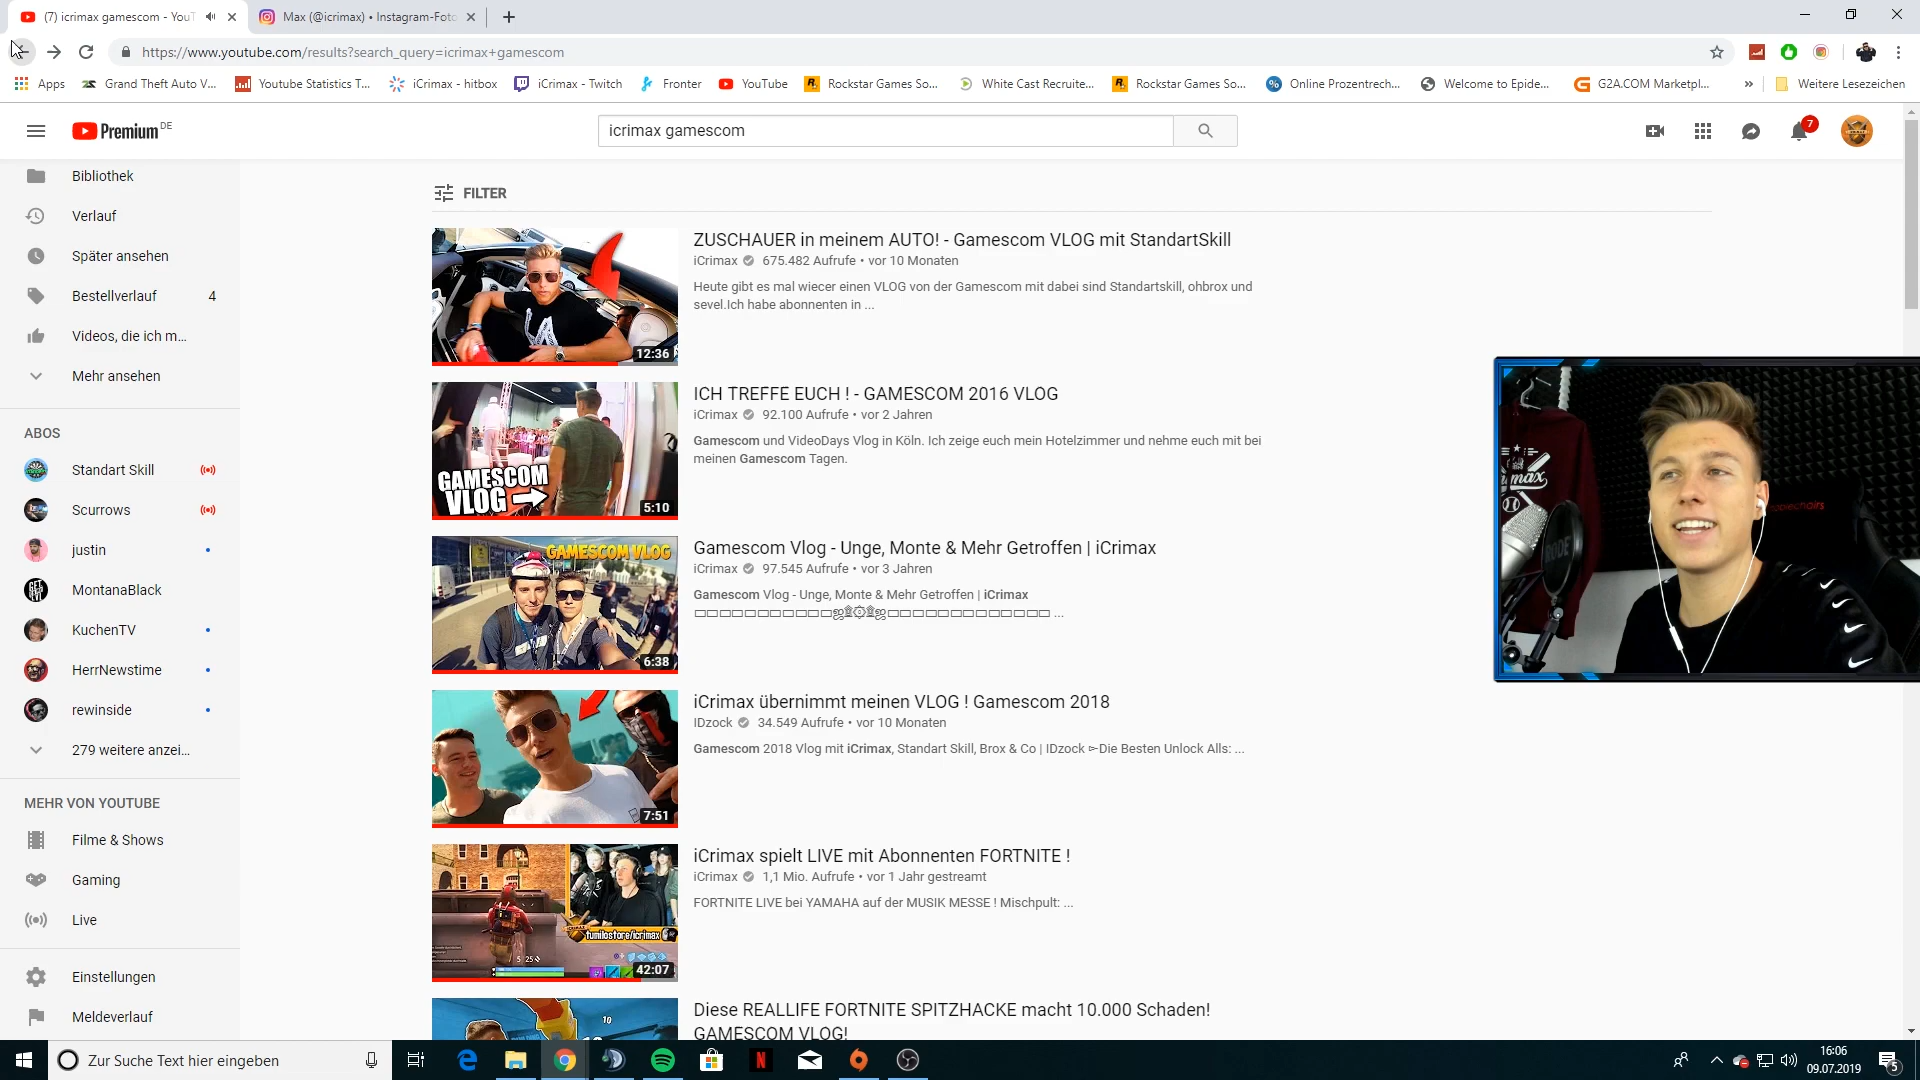 (7) icrimax gamescom - YouT
Max (@icrimax) • Instagram-Foto
https://www.youtube.com/results?search_query=icrimax+gamescom
Apps
Grand Theft Auto V...
Youtube Statistics T...
iCrimax - hitbox
iCrimax - Twitch
Fronter
YouTube
Rockstar Games So...
White Cast Recruite...
Rockstar Games So...
Online Prozentrech...
Welcome to Epide...
G2A.COM Marketpl...
»
Weitere Lesezeichen
Premium DE
icrimax gamescom
7
Bibliothek
Verlauf
Später ansehen
Bestellverlauf 4
Videos, die ich m...
Mehr ansehen
ABOS
Standart Skill
Scurrows
justin
MontanaBlack
KuchenTV
HerrNewstime
rewinside
279 weitere anzei...
MEHR VON YOUTUBE
Filme & Shows
Gaming
Live
Einstellungen
Meldeverlauf
FILTER
12:36
ZUSCHAUER in meinem AUTO! - Gamescom VLOG mit StandartSkill
iCrimax 675.482 Aufrufe • vor 10 Monaten
Heute gibt es mal wiecer einen VLOG von der Gamescom mit dabei sind Standartskill, ohbrox und
sevel.Ich habe abonnenten in ...
GAMESCOM
VLOG
5:10
ICH TREFFE EUCH ! - GAMESCOM 2016 VLOG
iCrimax 92.100 Aufrufe • vor 2 Jahren
Gamescom und VideoDays Vlog in Köln. Ich zeige euch mein Hotelzimmer und nehme euch mit bei
meinen Gamescom Tagen.
GAMESCOM VLOG
6:38
Gamescom Vlog - Unge, Monte & Mehr Getroffen | iCrimax
iCrimax 97.545 Aufrufe • vor 3 Jahren
Gamescom Vlog - Unge, Monte & Mehr Getroffen | iCrimax
▭▭▭▭▭▭▭▭▭▭▭ஜ۩۞۩ஜ▭▭▭▭▭▭▭▭▭▭▭▭▭ ...
7:51
iCrimax übernimmt meinen VLOG ! Gamescom 2018
IDzock 34.549 Aufrufe • vor 10 Monaten
Gamescom 2018 Vlog mit iCrimax, Standart Skill, Brox & Co | IDzock ➣Die Besten Unlock Alls: ...
tumilostore/icrimax
42:07
iCrimax spielt LIVE mit Abonnenten FORTNITE !
iCrimax 1,1 Mio. Aufrufe • vor 1 Jahr gestreamt
FORTNITE LIVE bei YAMAHA auf der MUSIK MESSE ! Mischpult: ...
10
Diese REALLIFE FORTNITE SPITZHACKE macht 10.000 Schaden!
GAMESCOM VLOG!
max
RODE
Zur Suche Text hier eingeben
16:06
09.07.2019
5